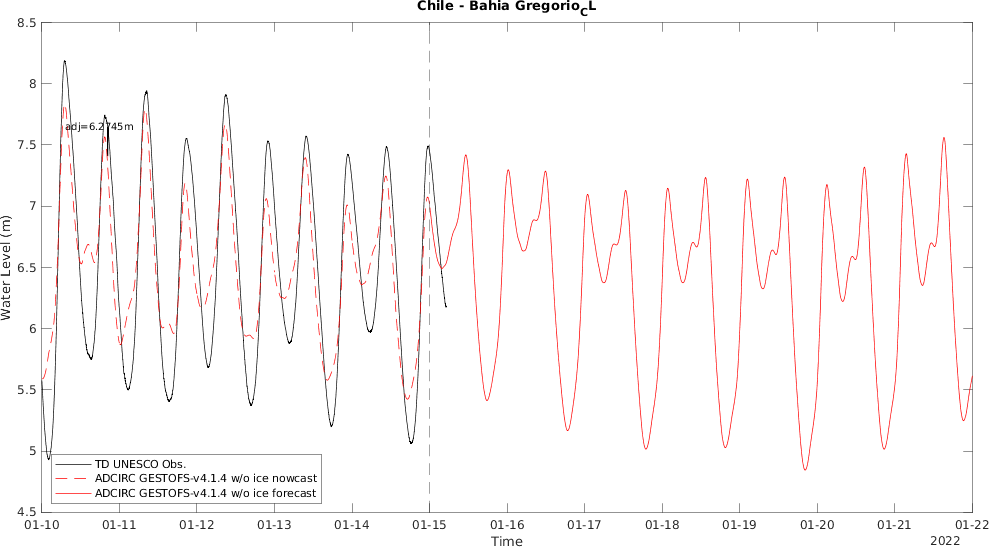 Chile - Bahia Gregorio_CL
8.5
8
7.5
7
6.5
6
5.5
5
4.5
Water Level (m)
adj=6.2745m
TD UNESCO Obs.
ADCIRC GESTOFS-v4.1.4 w/o ice nowcast
ADCIRC GESTOFS-v4.1.4 w/o ice forecast
01-10 01-11 01-12 01-13 01-14 01-15 01-16 01-17 01-18 01-19 01-20 01-21 01-22
Time
2022